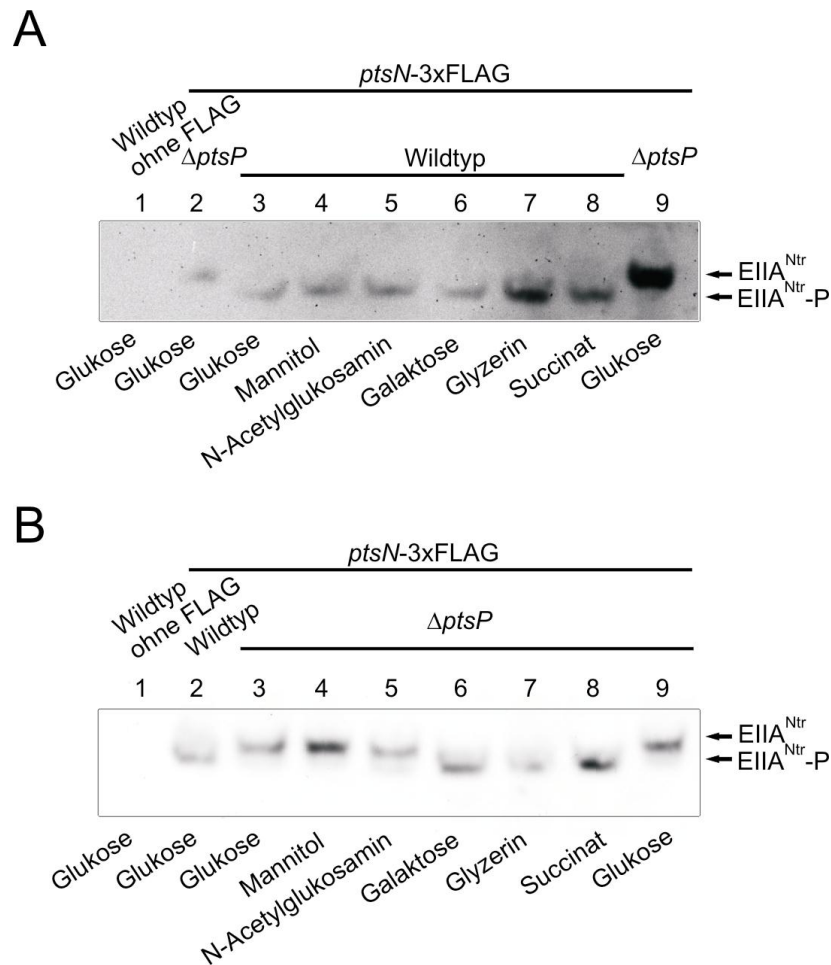 A
ptsN-3xFLAG
Wildtyp
ohne FLAG
ΔptsP
Wildtyp
ΔptsP
1 2 3 4 5 6 7 8 9
EIIA^Ntr
EIIA^Ntr-P
Glukose
Glukose
Glukose
Mannitol
N-Acetylglukosamin
Galaktose
Glyzerin
Succinat
Glukose
B
ptsN-3xFLAG
Wildtyp
ohne FLAG
Wildtyp
ΔptsP
1 2 3 4 5 6 7 8 9
EIIA^Ntr
EIIA^Ntr-P
Glukose
Glukose
Glukose
Mannitol
N-Acetylglukosamin
Galaktose
Glyzerin
Succinat
Glukose